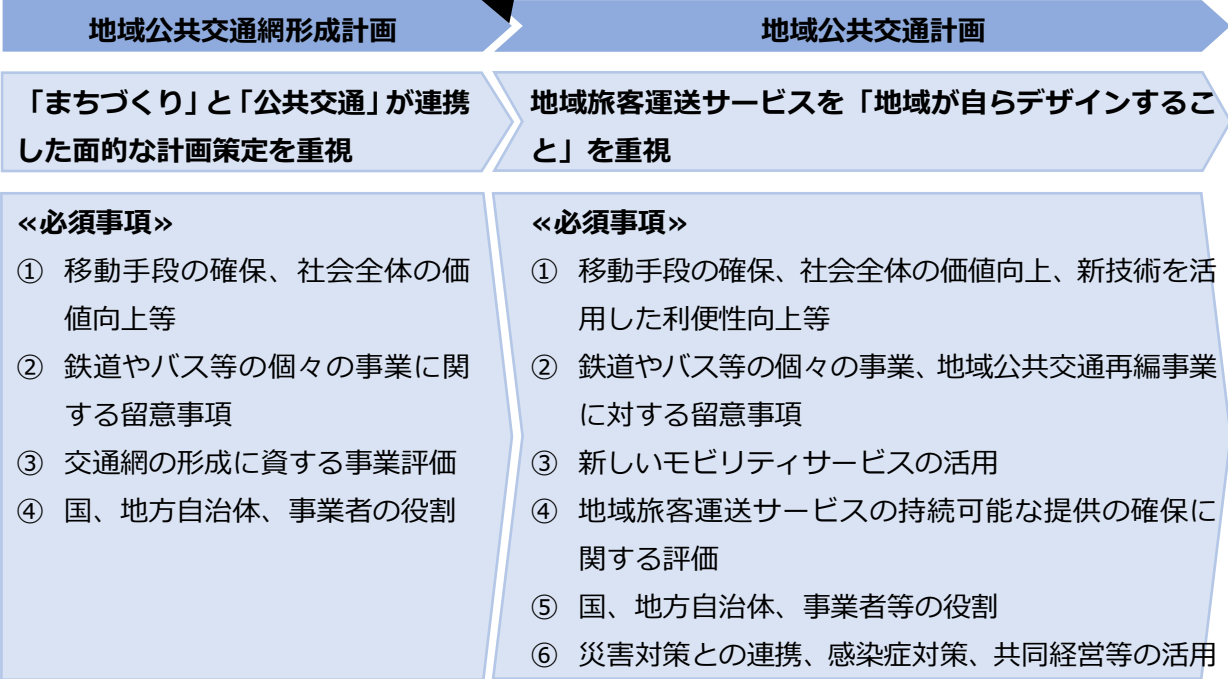 地域公共交通網形成計画
地域公共交通計画
「まちづくり」と「公共交通」が連携
した面的な計画策定を重視
地域旅客運送サービスを「地域が自らデザインするこ
と」を重視
≪必須事項≫
① 移動手段の確保、社会全体の価
値向上等
② 鉄道やバス等の個々の事業に関
する留意事項
③ 交通網の形成に資する事業評価
④ 国、地方自治体、事業者の役割
≪必須事項≫
① 移動手段の確保、社会全体の価値向上、新技術を活
用した利便性向上等
② 鉄道やバス等の個々の事業、地域公共交通再編事業
に対する留意事項
③ 新しいモビリティサービスの活用
④ 地域旅客運送サービスの持続可能な提供の確保に
関する評価
⑤ 国、地方自治体、事業者等の役割
⑥ 災害対策との連携、感染症対策、共同経営等の活用